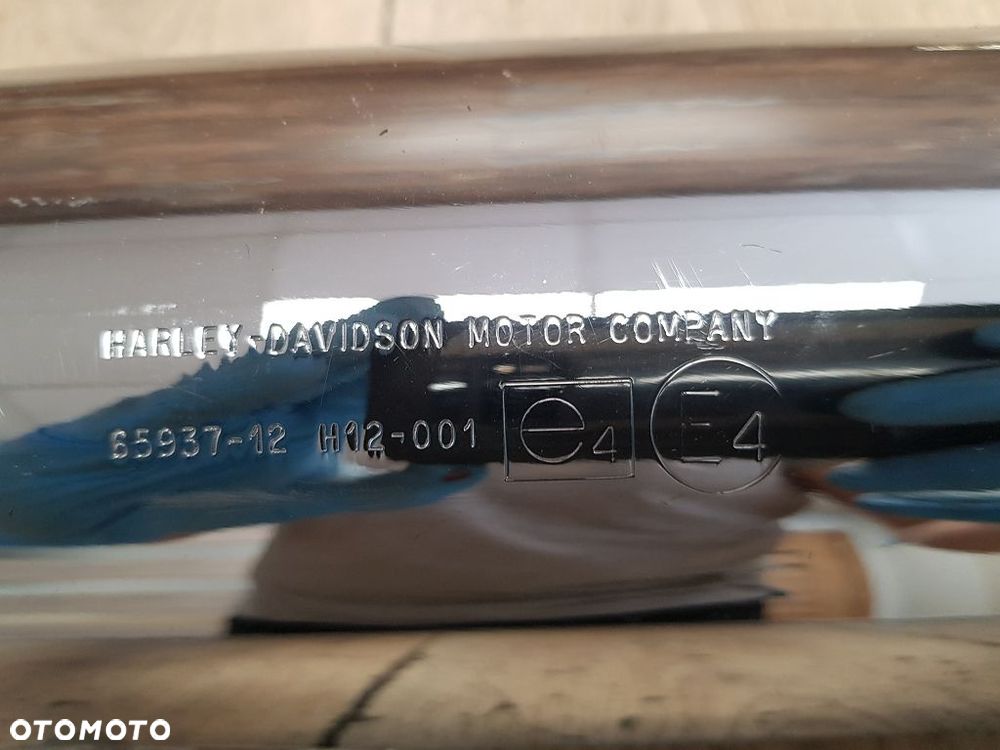 HARLEY-DAVIDSON MOTOR COMPANY
65937-12 H12-001 e4 E4
OTOMOTO